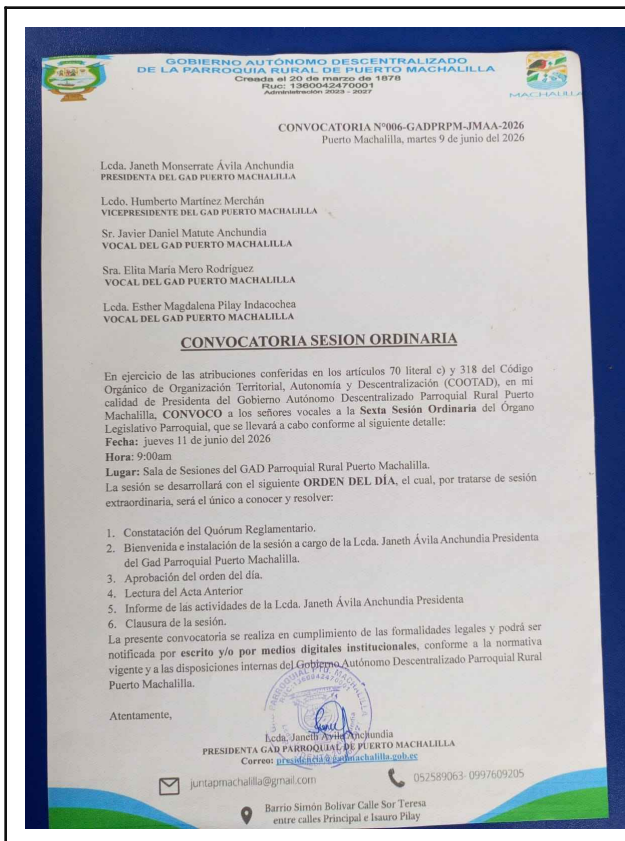 GOBIERNO AUTÓNOMO DESCENTRALIZADO
DE LA PARROQUIA RURAL DE PUERTO MACHALILLA
Creada el 20 de marzo de 1878
Ruc: 1360042470001
Administración 2023 - 2027
MACHALILLA
CONVOCATORIA N°006-GADPRPM-JMAA-2026
Puerto Machalilla, martes 9 de junio del 2026
Lcda. Janeth Monserrate Ávila Anchundia
PRESIDENTA DEL GAD PUERTO MACHALILLA
Lcdo. Humberto Martínez Merchán
VICEPRESIDENTE DEL GAD PUERTO MACHALILLA
Sr. Javier Daniel Matute Anchundia
VOCAL DEL GAD PUERTO MACHALILLA
Sra. Elita María Mero Rodríguez
VOCAL DEL GAD PUERTO MACHALILLA
Lcda. Esther Magdalena Pilay Indacochea
VOCAL DEL GAD PUERTO MACHALILLA
CONVOCATORIA SESION ORDINARIA
En ejercicio de las atribuciones conferidas en los artículos 70 literal c) y 318 del Código
Orgánico de Organización Territorial, Autonomía y Descentralización (COOTAD), en mi
calidad de Presidenta del Gobierno Autónomo Descentralizado Parroquial Rural Puerto
Machalilla, CONVOCO a los señores vocales a la Sexta Sesión Ordinaria del Órgano
Legislativo Parroquial, que se llevará a cabo conforme al siguiente detalle:
Fecha: jueves 11 de junio del 2026
Hora: 9:00am
Lugar: Sala de Sesiones del GAD Parroquial Rural Puerto Machalilla.
La sesión se desarrollará con el siguiente ORDEN DEL DÍA, el cual, por tratarse de sesión
extraordinaria, será el único a conocer y resolver:
1. Constatación del Quórum Reglamentario.
2. Bienvenida e instalación de la sesión a cargo de la Lcda. Janeth Ávila Anchundia Presidenta
del Gad Parroquial Puerto Machalilla.
3. Aprobación del orden del día.
4. Lectura del Acta Anterior
5. Informe de las actividades de la Lcda. Janeth Ávila Anchundia Presidenta
6. Clausura de la sesión.
La presente convocatoria se realiza en cumplimiento de las formalidades legales y podrá ser
notificada por escrito y/o por medios digitales institucionales, conforme a la normativa
vigente y a las disposiciones internas del Gobierno Autónomo Descentralizado Parroquial Rural
Puerto Machalilla.
Atentamente,
PARROQUIAL PTO. MACHALILLA
RUC 1360042470001
Lcda. Janeth Ávila Anchundia
PRESIDENTA GAD PARROQUIAL DE PUERTO MACHALILLA
Correo: presidencia@gadmachalilla.gob.ec
juntapmachalilla@gmail.com
052589063- 0997609205
Barrio Simón Bolívar Calle Sor Teresa
entre calles Principal e Isauro Pilay